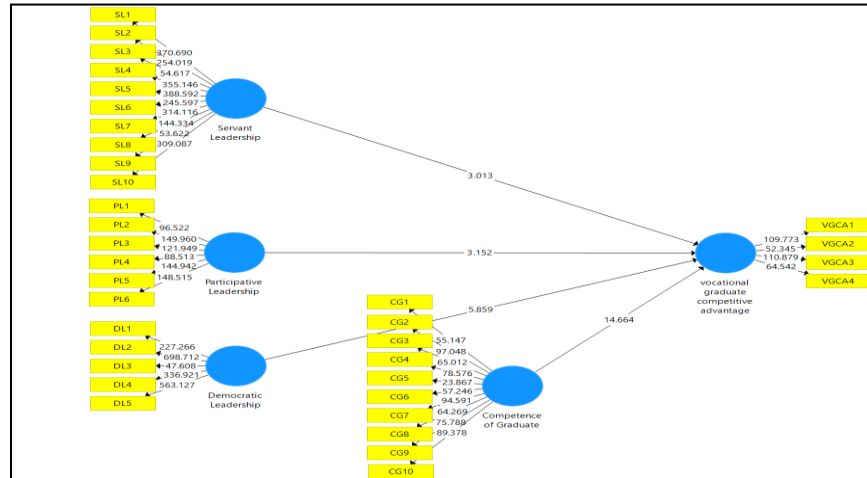 SL1
SL2
SL3
SL4
SL5
SL6
SL7
SL8
SL9
SL10
370.690
254.019
54.617
355.146
388.592
245.597
314.116
144.334
53.622
309.087
Servant
Leadership
3.013
PL1
PL2
PL3
PL4
PL5
PL6
96.522
149.960
121.949
88.513
144.942
148.515
Participative
Leadership
3.152
DL1
DL2
DL3
DL4
DL5
227.266
698.712
47.608
336.921
563.127
Democratic
Leadership
5.859
CG1
CG2
CG3
CG4
CG5
CG6
CG7
CG8
CG9
CG10
55.147
97.048
65.012
78.576
23.867
57.246
94.591
64.269
75.788
89.378
Competence
of Graduate
14.664
vocational
graduate
competitive
advantage
109.773
52.345
110.879
64.542
VGCA1
VGCA2
VGCA3
VGCA4